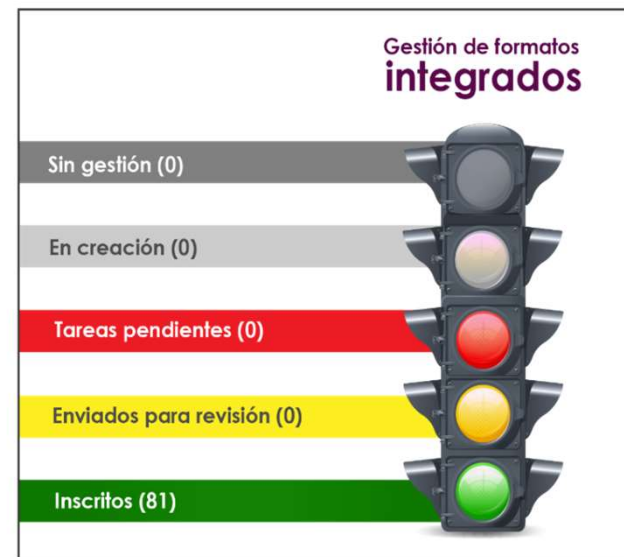 Gestión de formatos
integrados
Sin gestión (0)
En creación (0)
Tareas pendientes (0)
Enviados para revisión (0)
Inscritos (81)